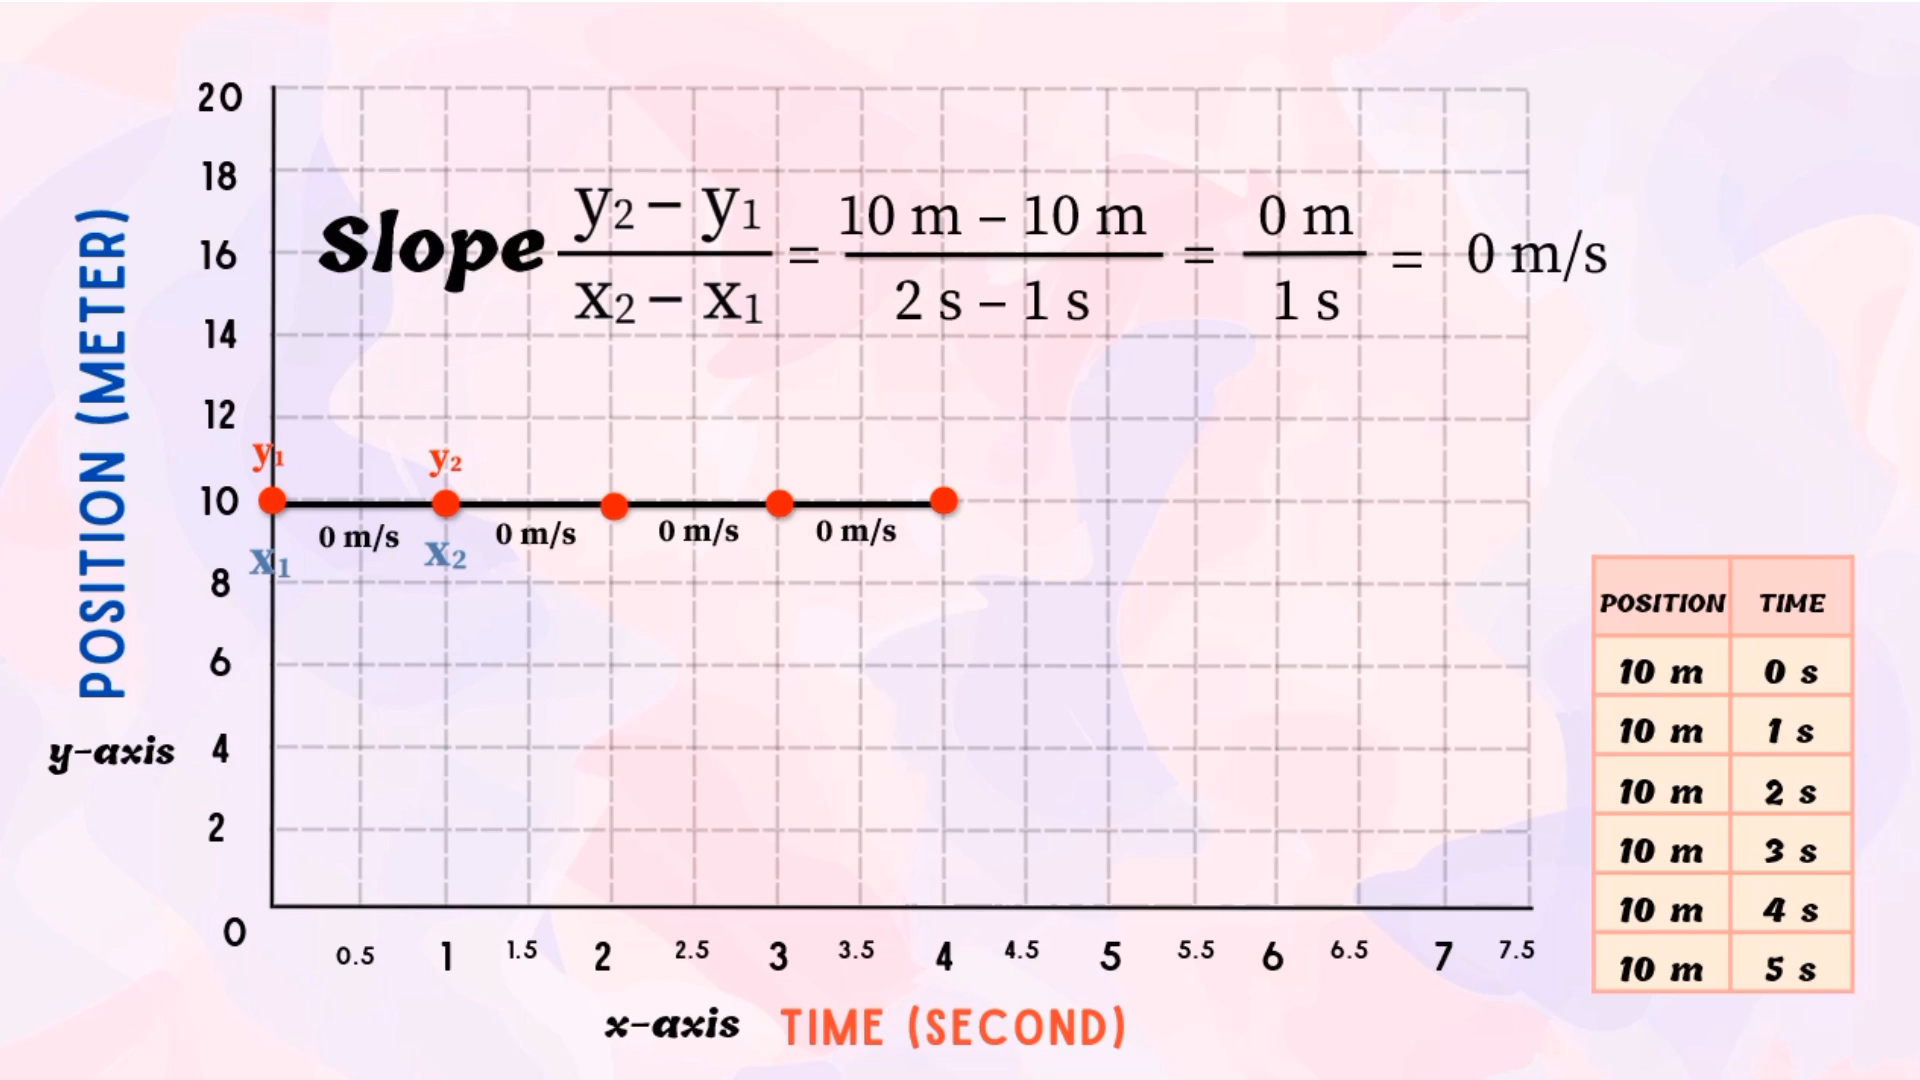 20
18
16
14
12
10
8
6
4
2
0
POSITION (METER)
y-axis
Slope y₂ – y₁ / x₂ – x₁ = 10 m – 10 m / 2 s – 1 s = 0 m / 1 s = 0 m/s
y₁ y₂
0 m/s 0 m/s 0 m/s 0 m/s
x₁ x₂
0.5 1 1.5 2 2.5 3 3.5 4 4.5 5 5.5 6 6.5 7 7.5
x-axis TIME (SECOND)
POSITION TIME
10 m 0 s
10 m 1 s
10 m 2 s
10 m 3 s
10 m 4 s
10 m 5 s